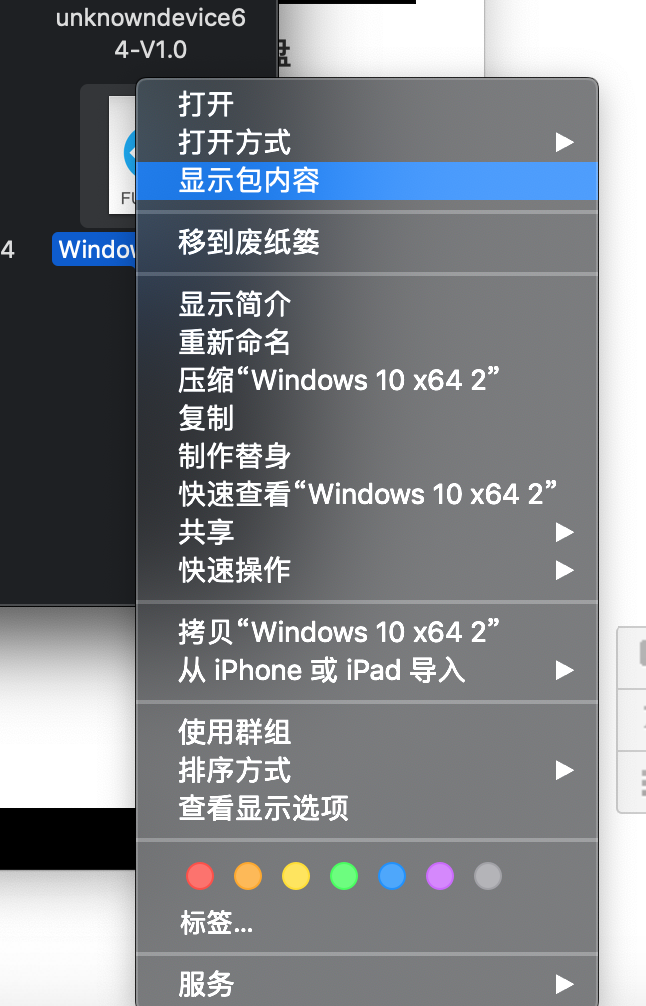 unknowndevice6
4-V1.0
盘
打开
打开方式
显示包内容
FU
4
Window
移到废纸篓
显示简介
重新命名
压缩“Windows 10 x64 2”
复制
制作替身
快速查看“Windows 10 x64 2”
共享
快速操作
拷贝“Windows 10 x64 2”
从 iPhone 或 iPad 导入
使用群组
排序方式
查看显示选项
标签...
服务